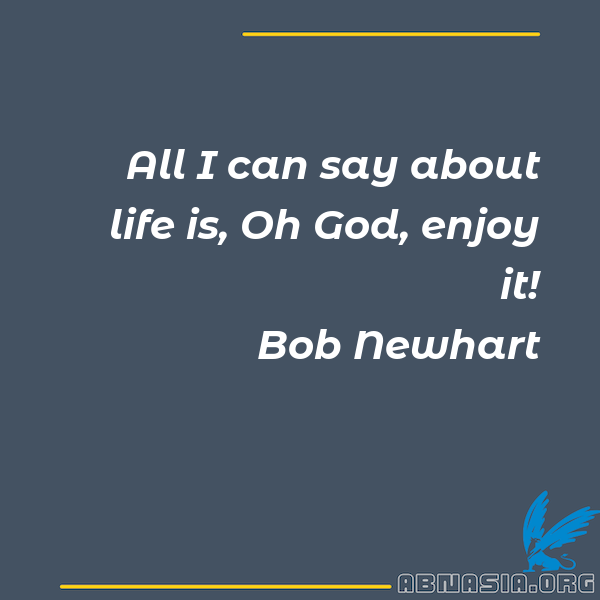 All I can say about
life is, Oh God, enjoy
it!
Bob Newhart
ABNASIA.ORG